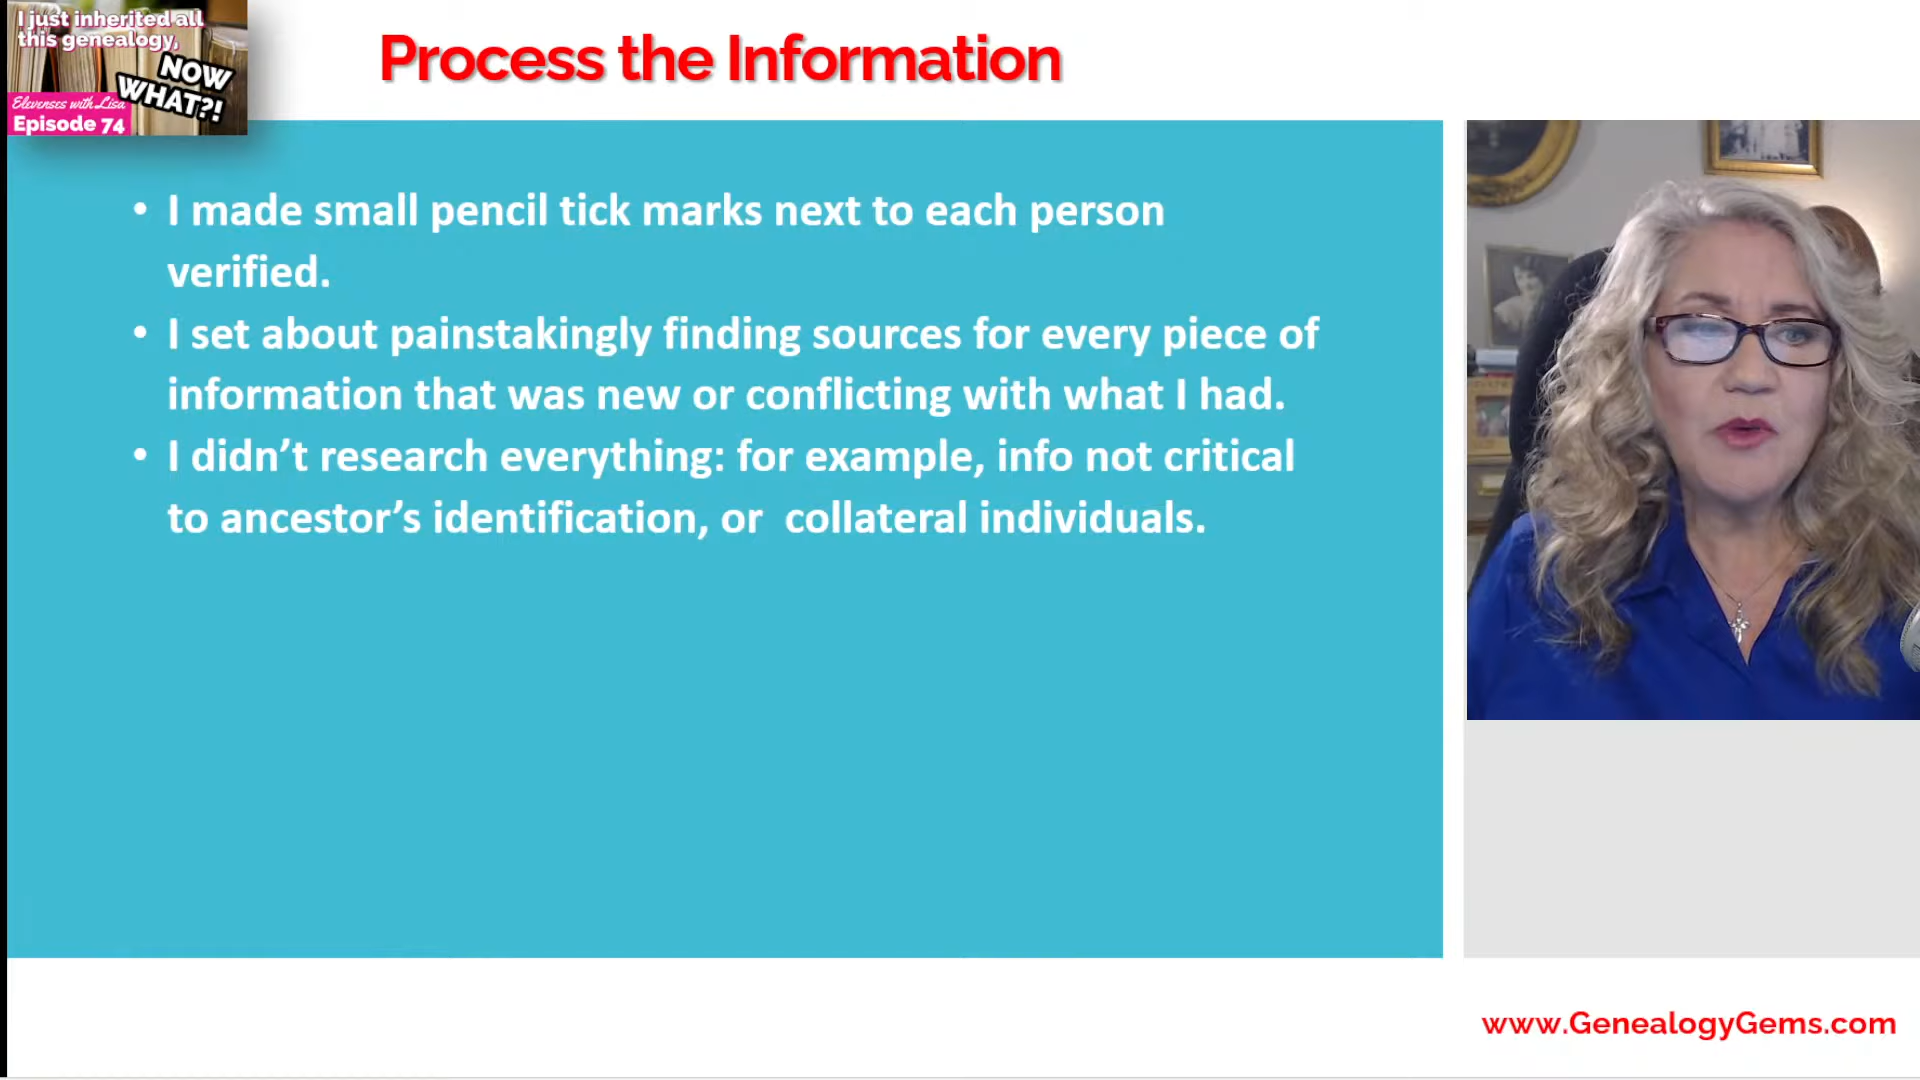 I just inherited all
this genealogy,
NOW
WHAT?!
Elevenses with Lisa
Episode 74
Process the Information
• I made small pencil tick marks next to each person
verified.
• I set about painstakingly finding sources for every piece of
information that was new or conflicting with what I had.
• I didn’t research everything: for example, info not critical
to ancestor’s identification, or  collateral individuals.
www.GenealogyGems.com